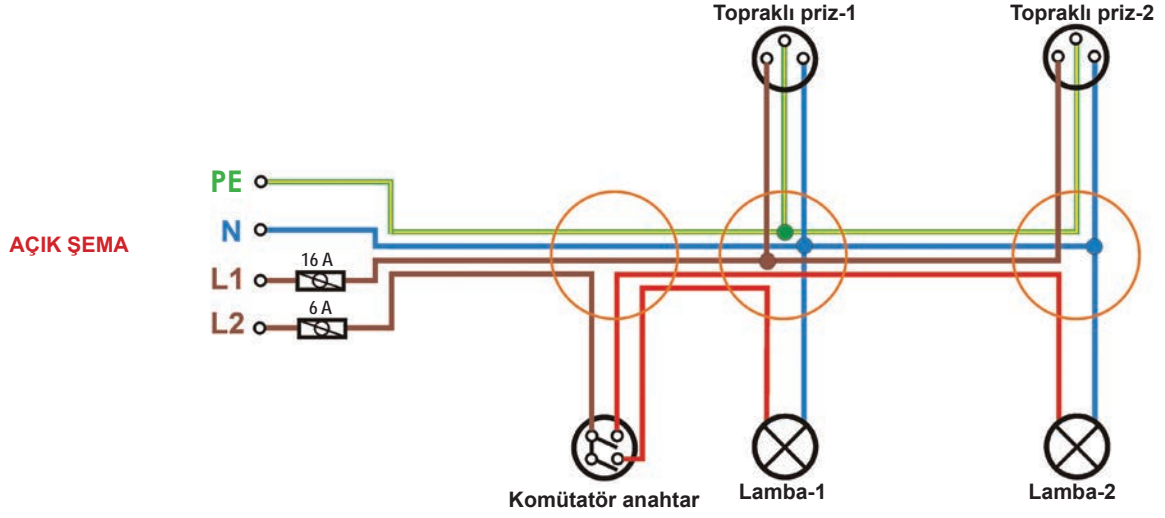 Topraklı priz-1
Topraklı priz-2
PE
N
AÇIK ŞEMA
16 A
L1
6 A
L2
Komütatör anahtar
Lamba-1
Lamba-2